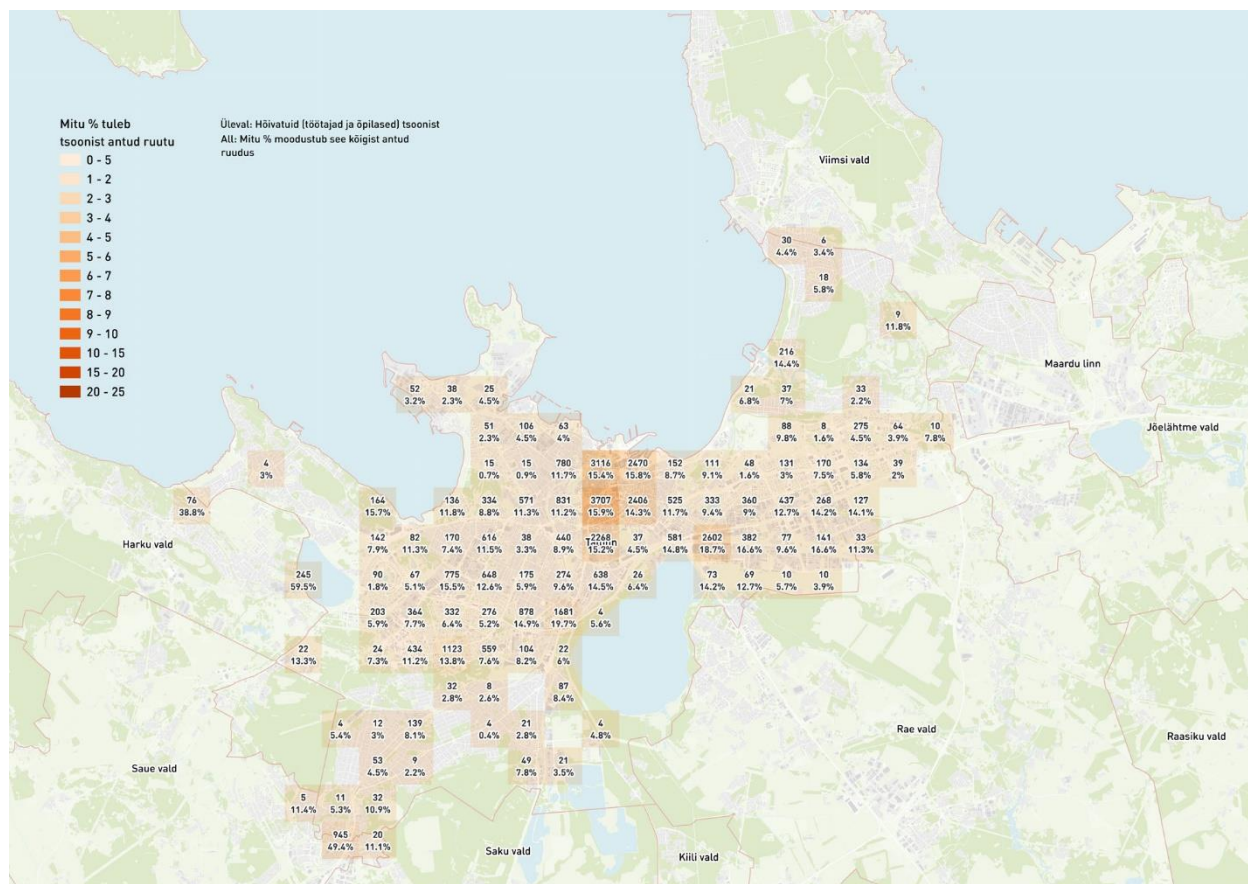 Mitu % tuleb
tsoonist antud ruutu
0 - 5
1 - 2
2 - 3
3 - 4
4 - 5
5 - 6
6 - 7
7 - 8
8 - 9
9 - 10
10 - 15
15 - 20
20 - 25
Üleval: Hõivatuid (töötajad ja õpilased) tsoonist
All: Mitu % moodustub see kõigist antud
ruudus
Viimsi vald
30 6
4.4% 3.4%
18
5.8%
9
11.8%
216
14.4%
Maardu linn
52 38 25 21 37 33
3.2% 2.3% 4.5% 6.8% 7% 2.2%
51 106 63 88 8 275 64 10
2.3% 4.5% 4% 9.8% 1.6% 4.5% 3.9% 7.8%
Jõelähtme vald
4 15 15 780 3116 2470 152 111 48 131 170 134 39
3% 0.7% 0.9% 11.7% 15.4% 15.8% 8.7% 9.1% 1.6% 3% 7.5% 5.8% 2%
76 164 136 334 571 831 3707 2406 525 333 360 437 268 127
38.8% 15.7% 11.8% 8.8% 11.3% 11.2% 15.9% 14.3% 11.7% 9.4% 9% 12.7% 14.2% 14.1%
Harku vald
142 82 170 616 38 440 2268 37 581 2602 382 77 141 33
Tallinn
7.9% 11.3% 7.4% 11.5% 3.3% 8.9% 15.2% 4.5% 14.8% 18.7% 16.6% 9.6% 16.6% 11.3%
245 90 67 775 648 175 274 638 26 73 69 10 10
59.5% 1.8% 5.1% 15.5% 12.6% 5.9% 9.6% 14.5% 6.4% 14.2% 12.7% 5.7% 3.9%
203 364 332 276 878 1681 4
5.9% 7.7% 6.4% 5.2% 14.9% 19.7% 5.6%
22 24 434 1123 559 104 22
13.3% 7.3% 11.2% 13.8% 7.6% 8.2% 6%
32 8 87
2.8% 2.6% 8.4%
4 12 139 4 21 4
5.4% 3% 8.1% 0.4% 2.8% 4.8%
Rae vald
Raasiku vald
Saue vald
53 9 49 21
4.5% 2.2% 7.8% 3.5%
5 11 32
11.4% 5.3% 10.9%
945 20
49.4% 11.1%
Saku vald
Kiili vald